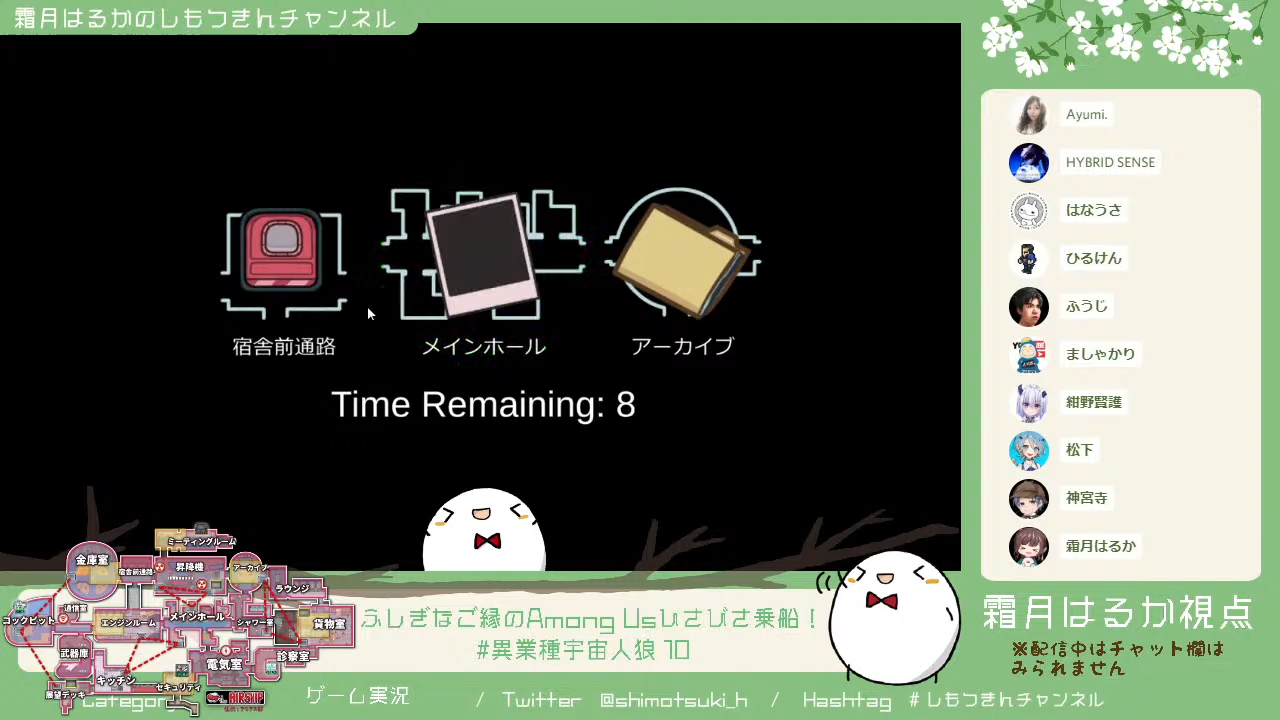 霜月はるかのしもつきんチャンネル
Ayumi.
HYBRID SENSE
はなうさ
ひるけん
ふうじ
ましゃかり
紺野賢護
松下
神宮寺
霜月はるか
宿舎前通路
メインホール
アーカイブ
Time Remaining: 8
ミーティングルーム
金庫室
宿舎前通路
昇降機
アーカイブ
ラウンジ
コックピット
通信室
エンジンルーム
メインホール
シャワー室
貨物室
武器庫
電気室
診察室
キッチン
展望デッキ
セキュリティ
AIRSHIP
ふしぎなご縁のAmong Usひさびさ乗船！
#異業種宇宙人狼 10
霜月はるか視点
※配信中はチャット欄は
みられません
Category
ゲーム実況
/ Twitter @shimotsuki_h / Hashtag #しもつきんチャンネル